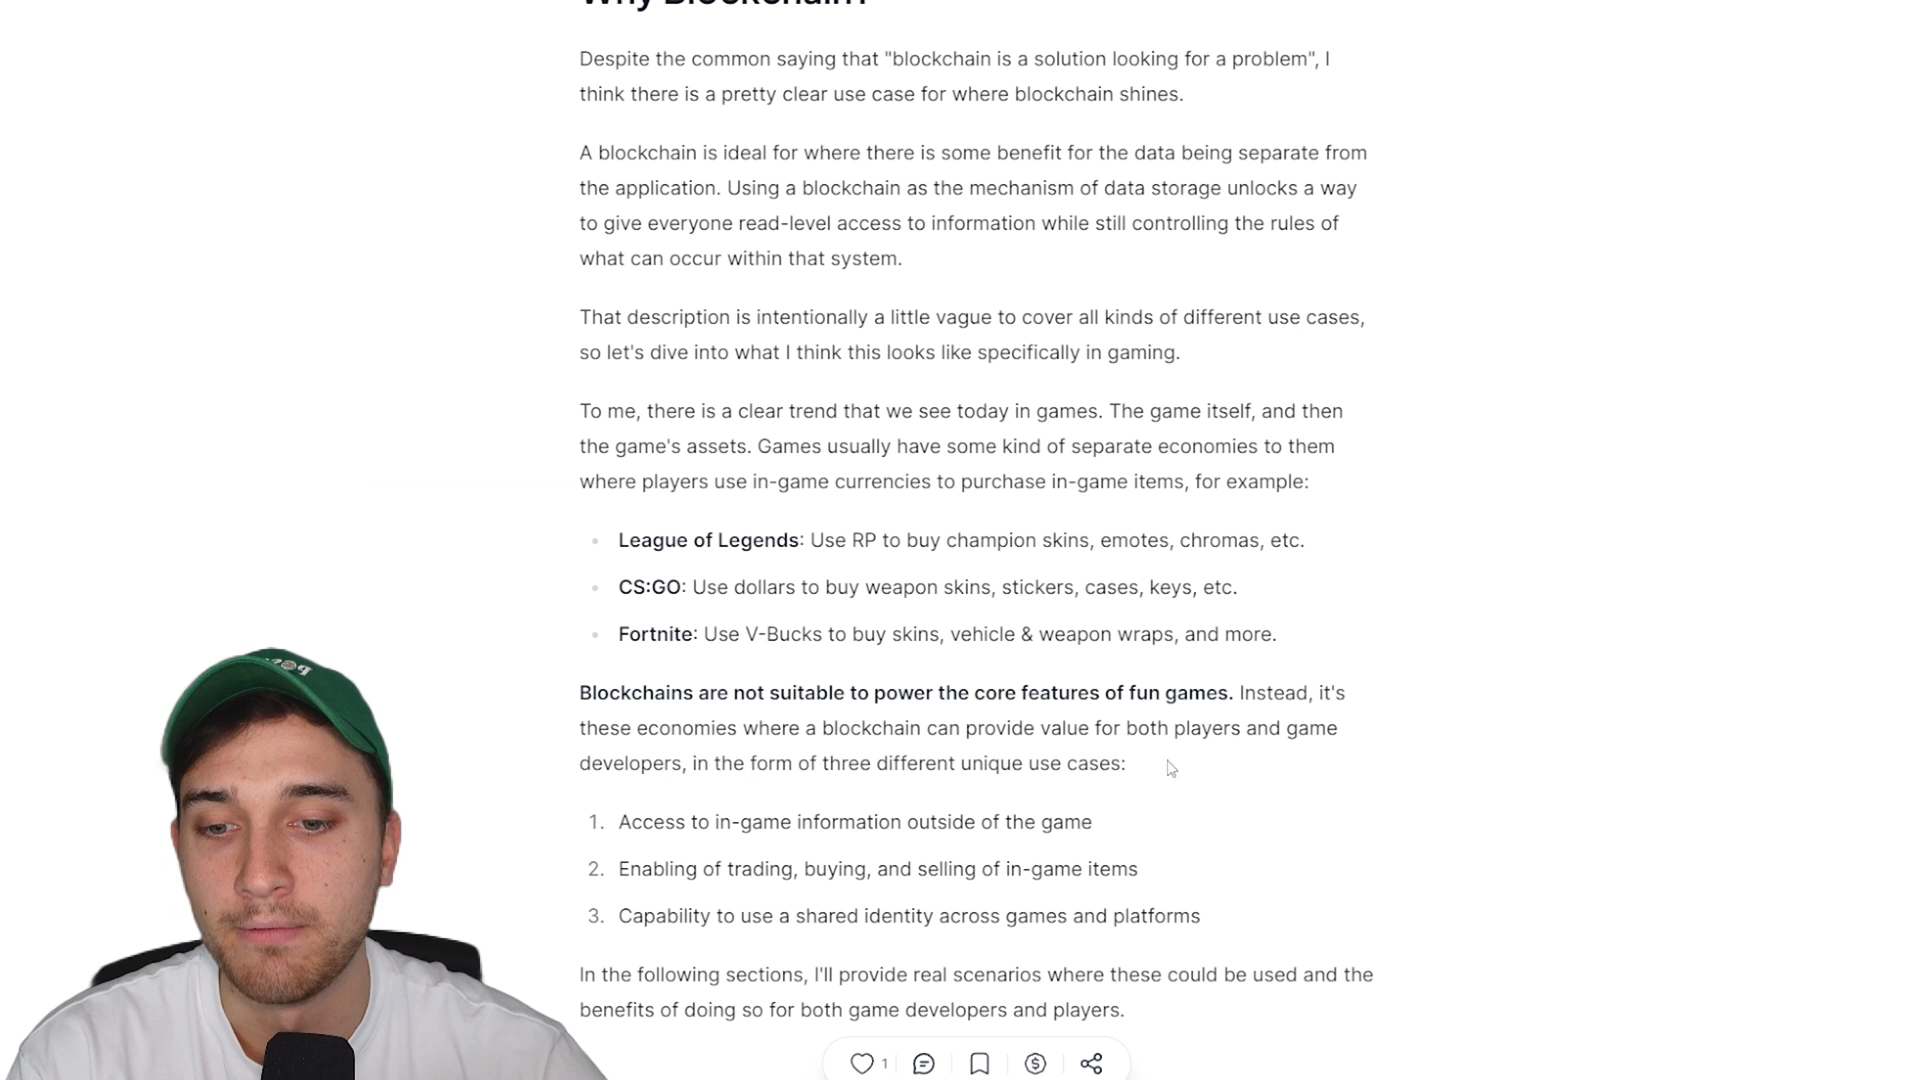 Why Blockchain?
Despite the common saying that "blockchain is a solution looking for a problem", I
think there is a pretty clear use case for where blockchain shines.
A blockchain is ideal for where there is some benefit for the data being separate from
the application. Using a blockchain as the mechanism of data storage unlocks a way
to give everyone read-level access to information while still controlling the rules of
what can occur within that system.
That description is intentionally a little vague to cover all kinds of different use cases,
so let's dive into what I think this looks like specifically in gaming.
To me, there is a clear trend that we see today in games. The game itself, and then
the game's assets. Games usually have some kind of separate economies to them
where players use in-game currencies to purchase in-game items, for example:
League of Legends: Use RP to buy champion skins, emotes, chromas, etc.
CS:GO: Use dollars to buy weapon skins, stickers, cases, keys, etc.
Fortnite: Use V-Bucks to buy skins, vehicle & weapon wraps, and more.
Blockchains are not suitable to power the core features of fun games. Instead, it's
these economies where a blockchain can provide value for both players and game
developers, in the form of three different unique use cases:
1. Access to in-game information outside of the game
2. Enabling of trading, buying, and selling of in-game items
3. Capability to use a shared identity across games and platforms
In the following sections, I'll provide real scenarios where these could be used and the
benefits of doing so for both game developers and players.
1